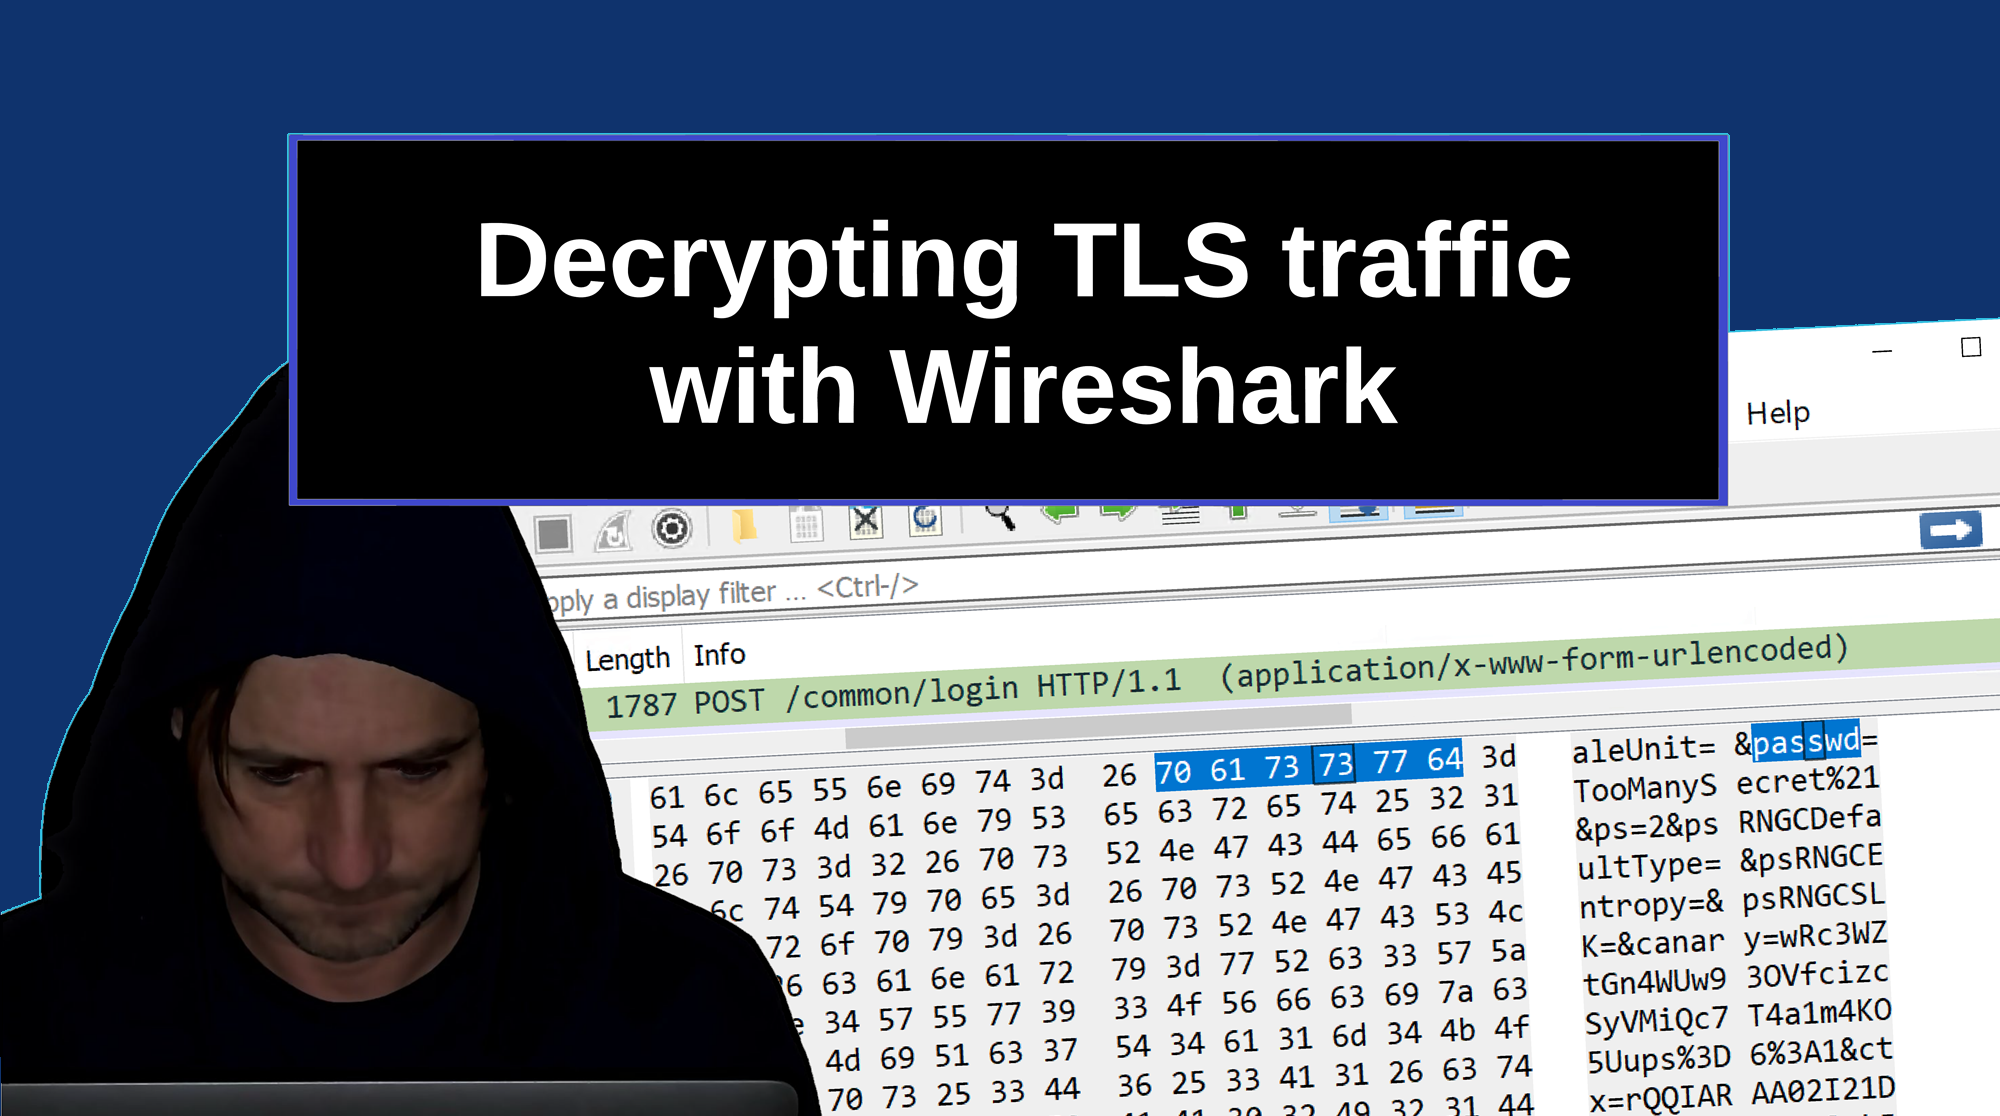 Decrypting TLS traffic
with Wireshark
Help
a display filter ... <Ctrl-/>
Length Info
1787 POST /common/login HTTP/1.1 (application/x-www-form-urlencoded)
61 6c 65 55 6e 69 74 3d 26 70 61 73 73 77 64 3d aleUnit= &passwd=
54 6f 6f 4d 61 6e 79 53 65 63 72 65 74 25 32 31 TooManyS ecret%21
26 70 73 3d 32 26 70 73 52 4e 47 43 44 65 66 61 &ps=2&ps RNGCDefa
6c 74 54 79 70 65 3d 26 70 73 52 4e 47 43 45 ultType= &psRNGCE
72 6f 70 79 3d 26 70 73 52 4e 47 43 53 4c ntropy=& psRNGCSL
63 61 6e 61 72 79 3d 77 52 63 33 57 5a K=&canar y=wRc3WZ
34 57 55 77 39 33 4f 56 66 63 69 7a 63 tGn4WUw9 3OVfcizc
4d 69 51 63 37 54 34 61 31 6d 34 4b 4f SyVMiQc7 T4a1m4KO
70 73 25 33 44 36 25 33 41 31 26 63 74 5Uups%3D 6%3A1&ct
41 41 30 32 49 32 31 44 x=rQQIAR AA02I21D